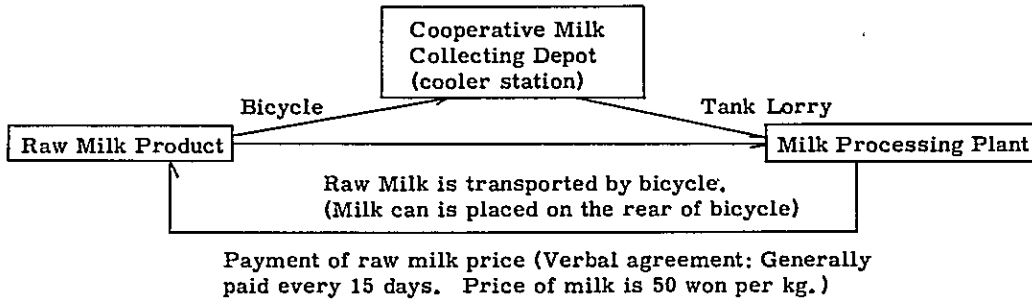 Cooperative Milk
Collecting Depot
(cooler station)
Bicycle
Tank Lorry
Raw Milk Product
Milk Processing Plant
Raw Milk is transported by bicycle.
(Milk can is placed on the rear of bicycle)
Payment of raw milk price (Verbal agreement: Generally
paid every 15 days. Price of milk is 50 won per kg.)